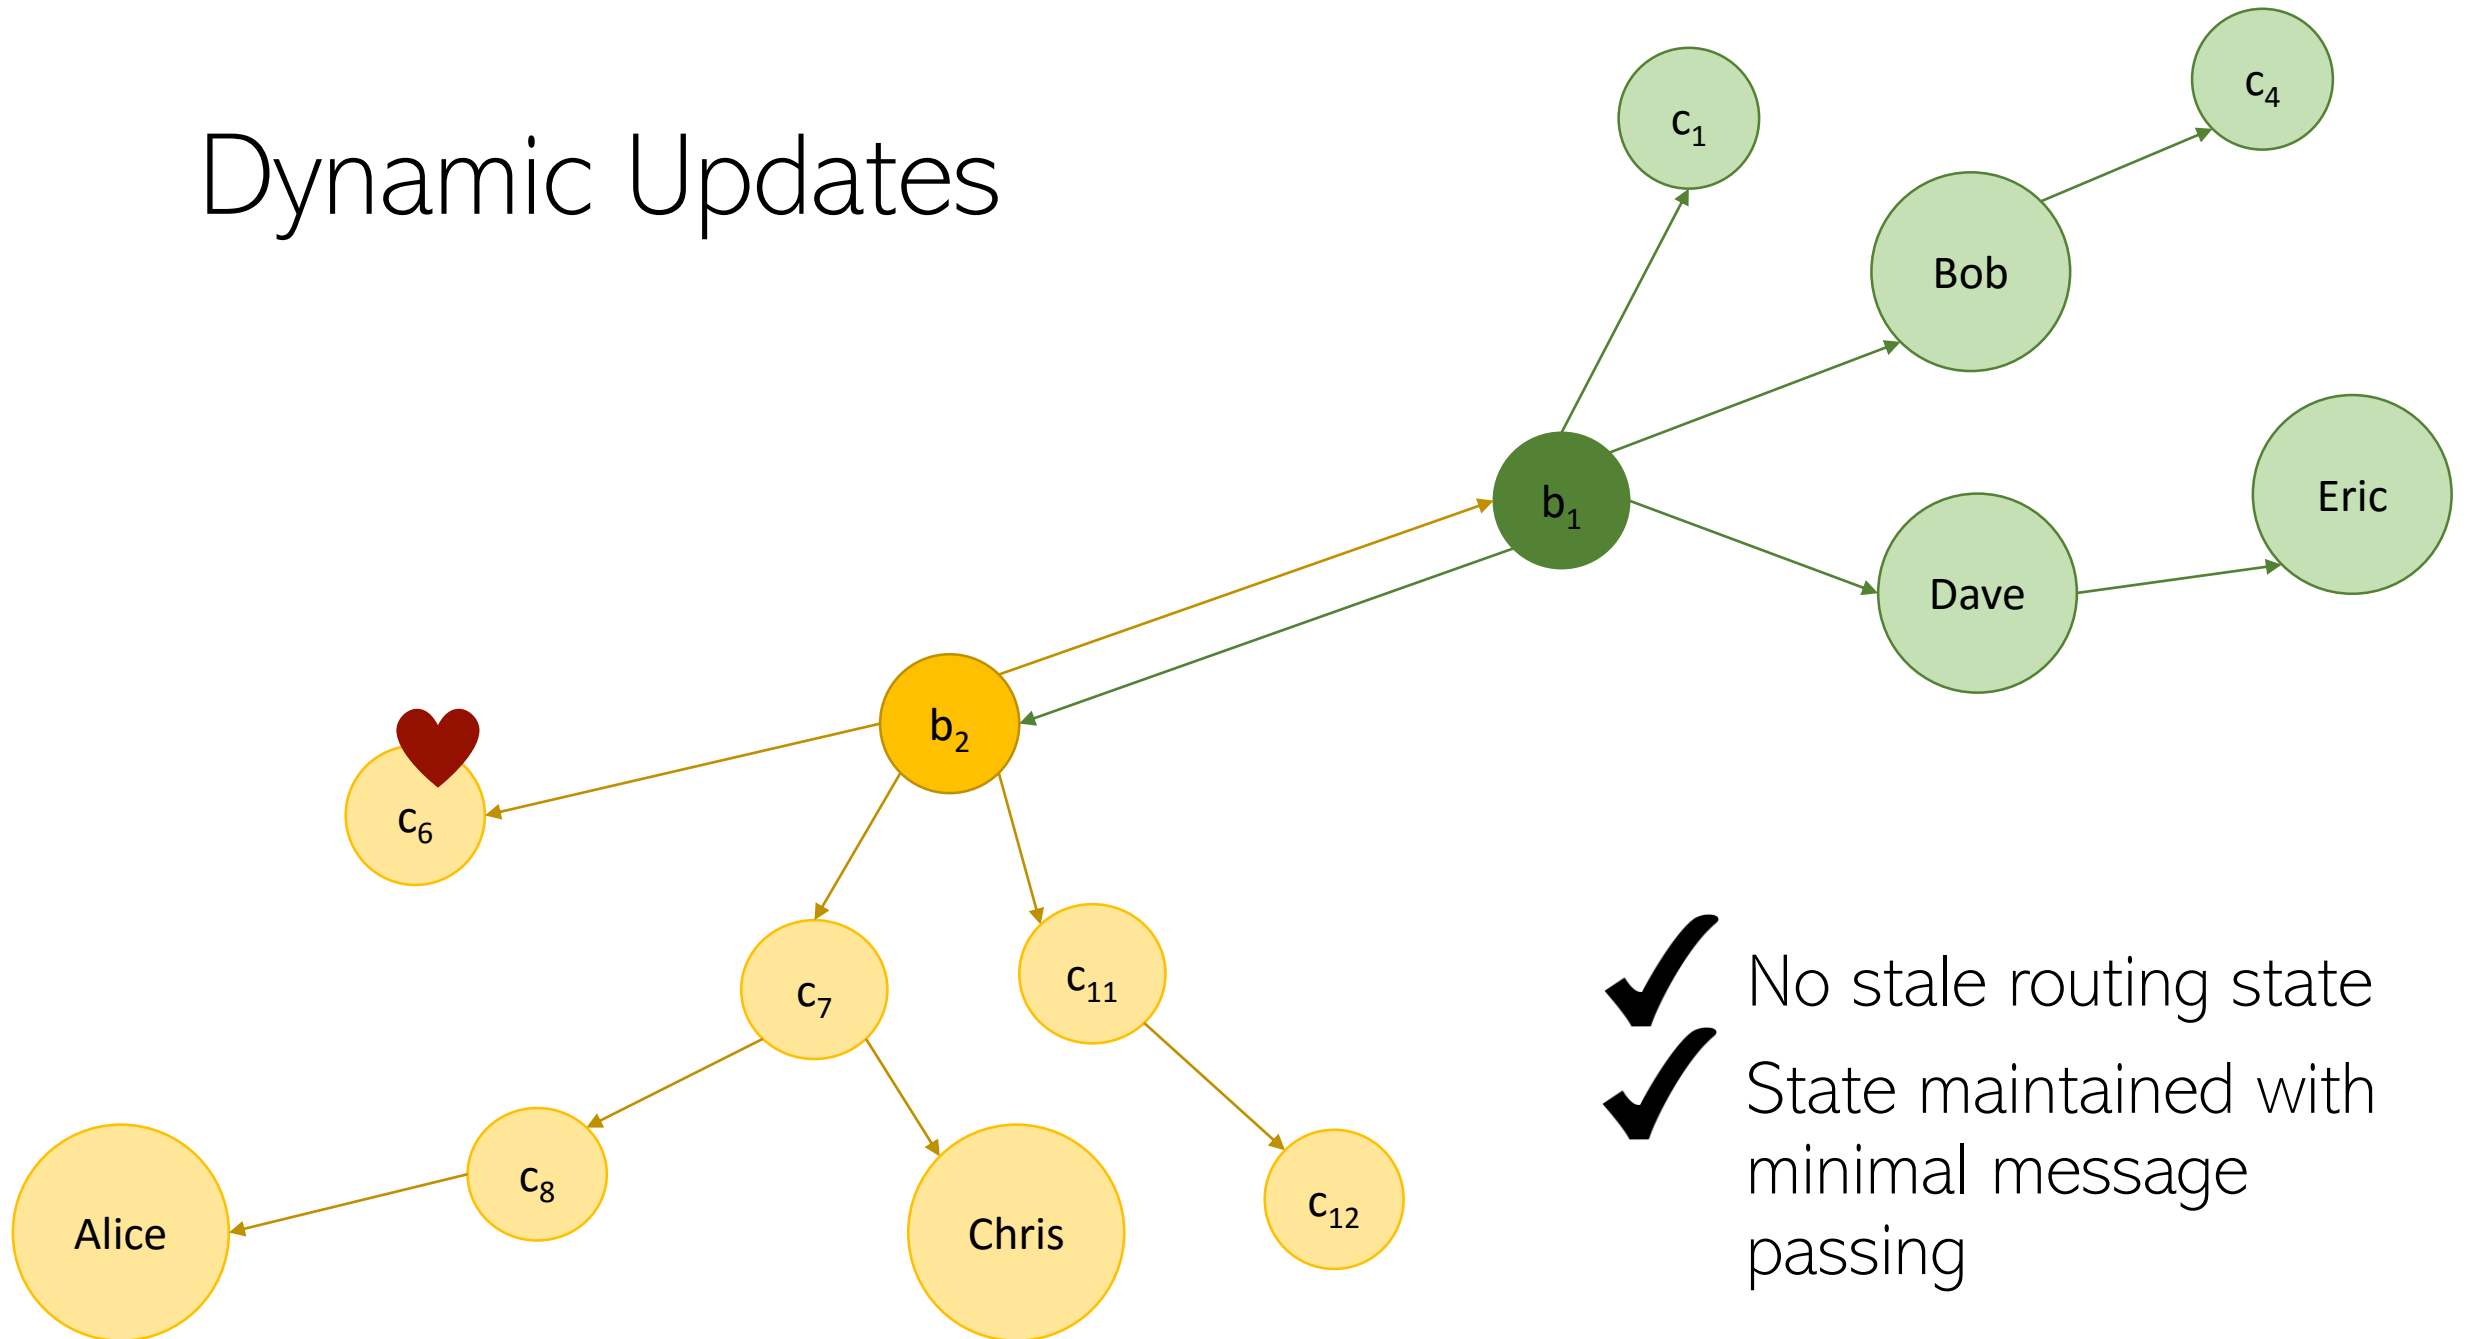 Dynamic Updates
c₁
c₄
Bob
b₁
Eric
Dave
b₂
c₆
c₇
c₁₁
c₈
c₁₂
Alice
Chris
No stale routing state
State maintained with
minimal message
passing